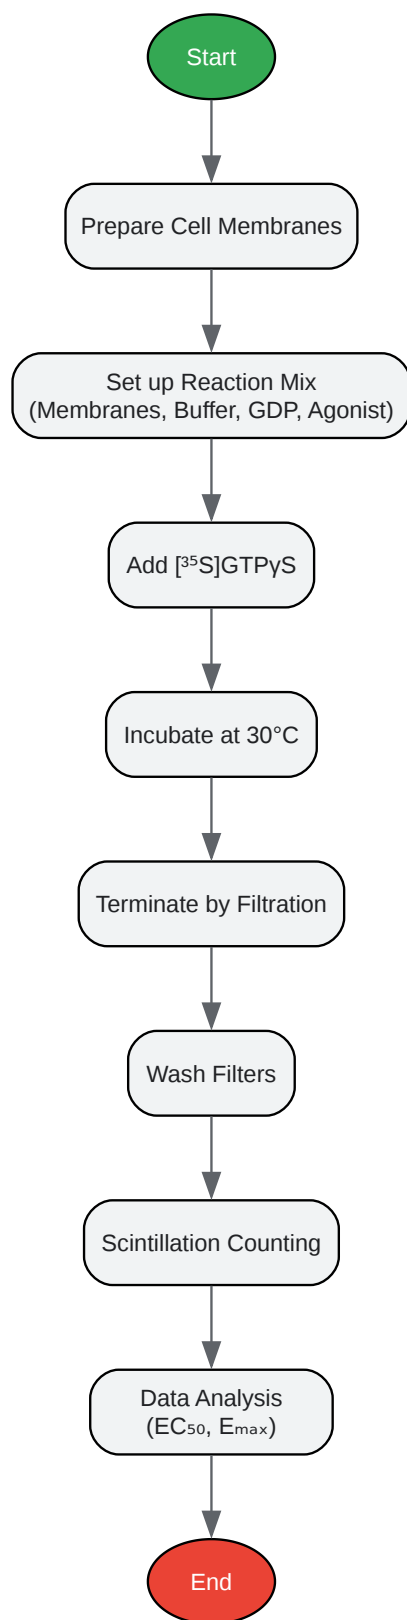 Start
Prepare Cell Membranes
Set up Reaction Mix
(Membranes, Buffer, GDP, Agonist)
Add [³⁵S]GTPγS
Incubate at 30°C
Terminate by Filtration
Wash Filters
Scintillation Counting
Data Analysis
(EC₅₀, Eₘₐₓ)
End